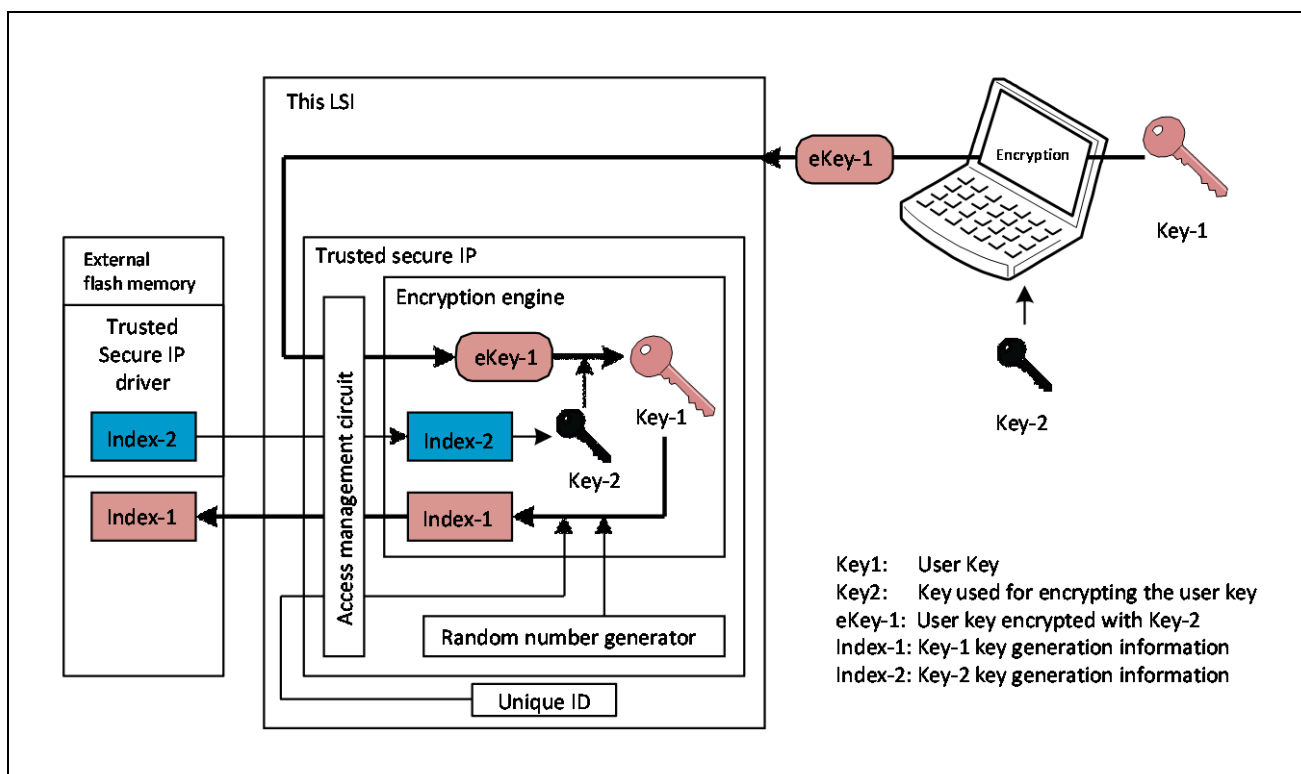 This LSI
eKey-1
Encryption
Key-1
External
flash memory
Trusted
Secure IP
driver
Index-2
Index-1
Trusted secure IP
Access management circuit
Encryption engine
eKey-1
Key-1
Index-2
Key-2
Index-1
Random number generator
Unique ID
Key-2
Key1: User Key
Key2: Key used for encrypting the user key
eKey-1: User key encrypted with Key-2
Index-1: Key-1 key generation information
Index-2: Key-2 key generation information